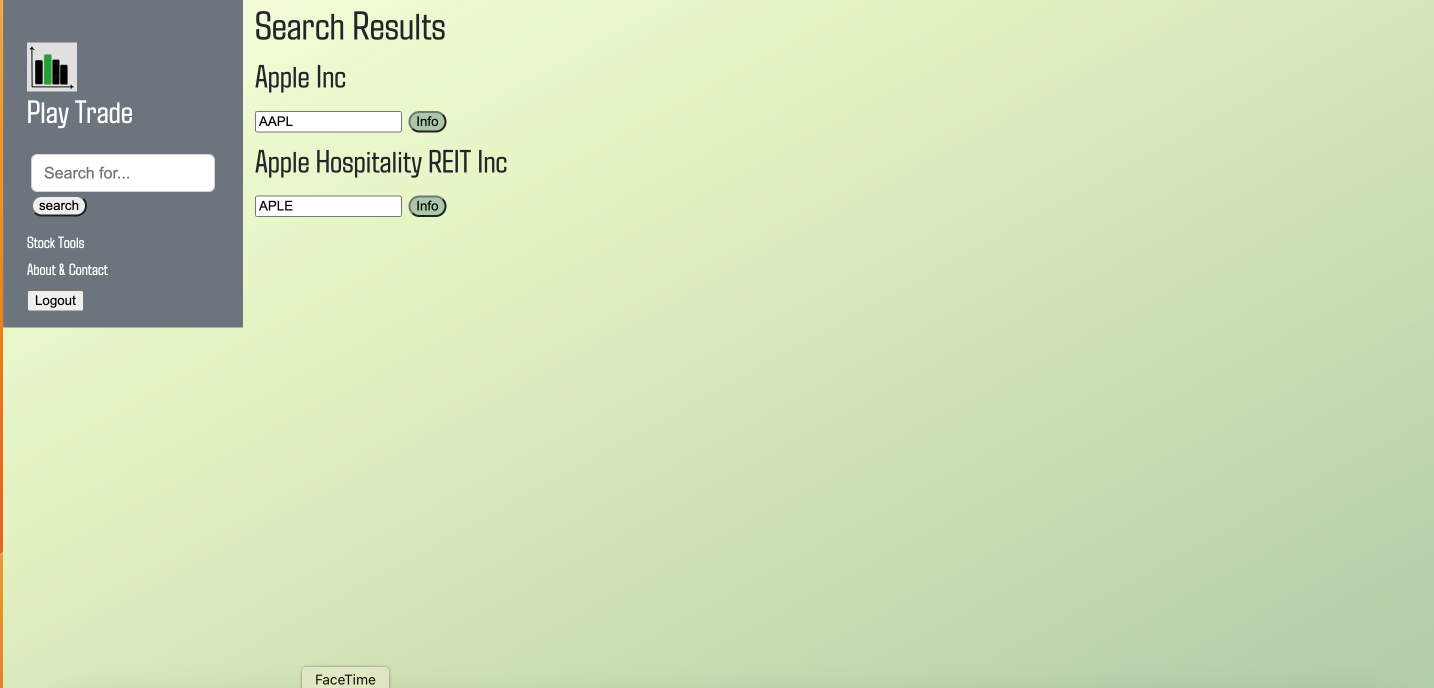 Play Trade
Search for...
search
Stock Tools
About & Contact
Logout
Search Results
Apple Inc
AAPL Info
Apple Hospitality REIT Inc
APLE Info
FaceTime